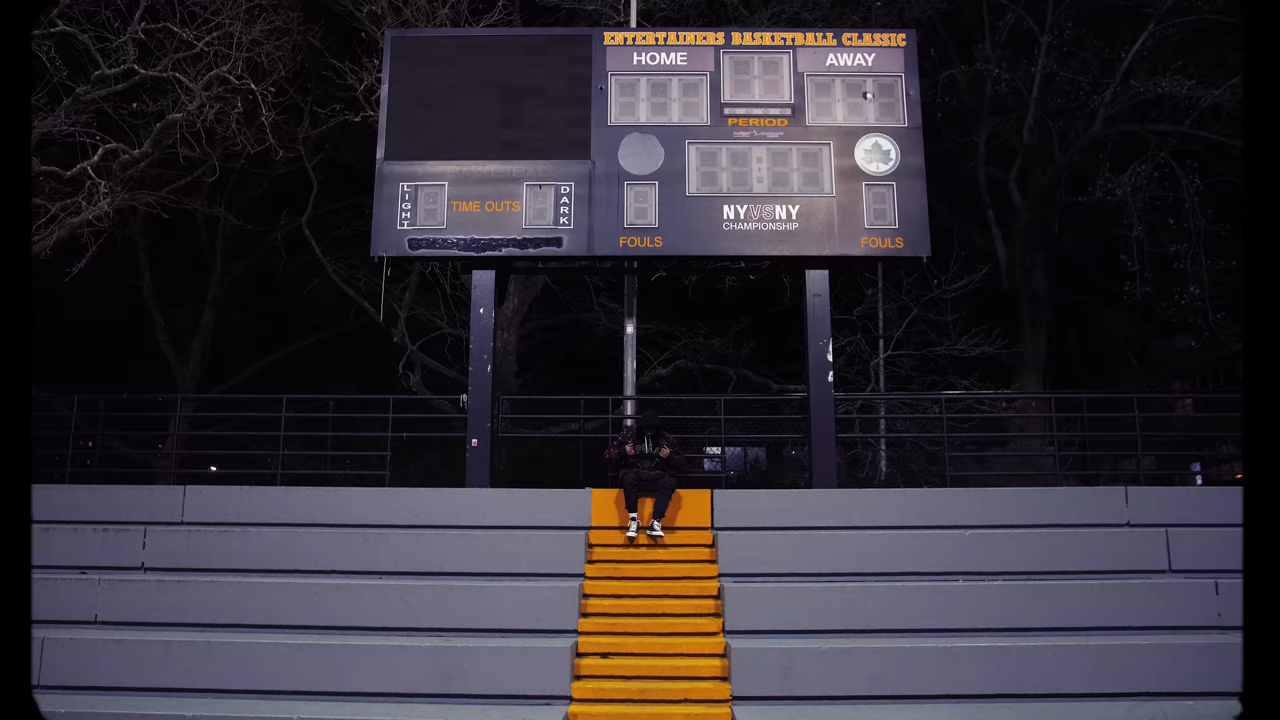 ENTERTAINERS BASKETBALL CLASSIC
HOME
AWAY
PERIOD
LIGHT
TIME OUTS
DARK
NYVSNY
CHAMPIONSHIP
FOULS
FOULS